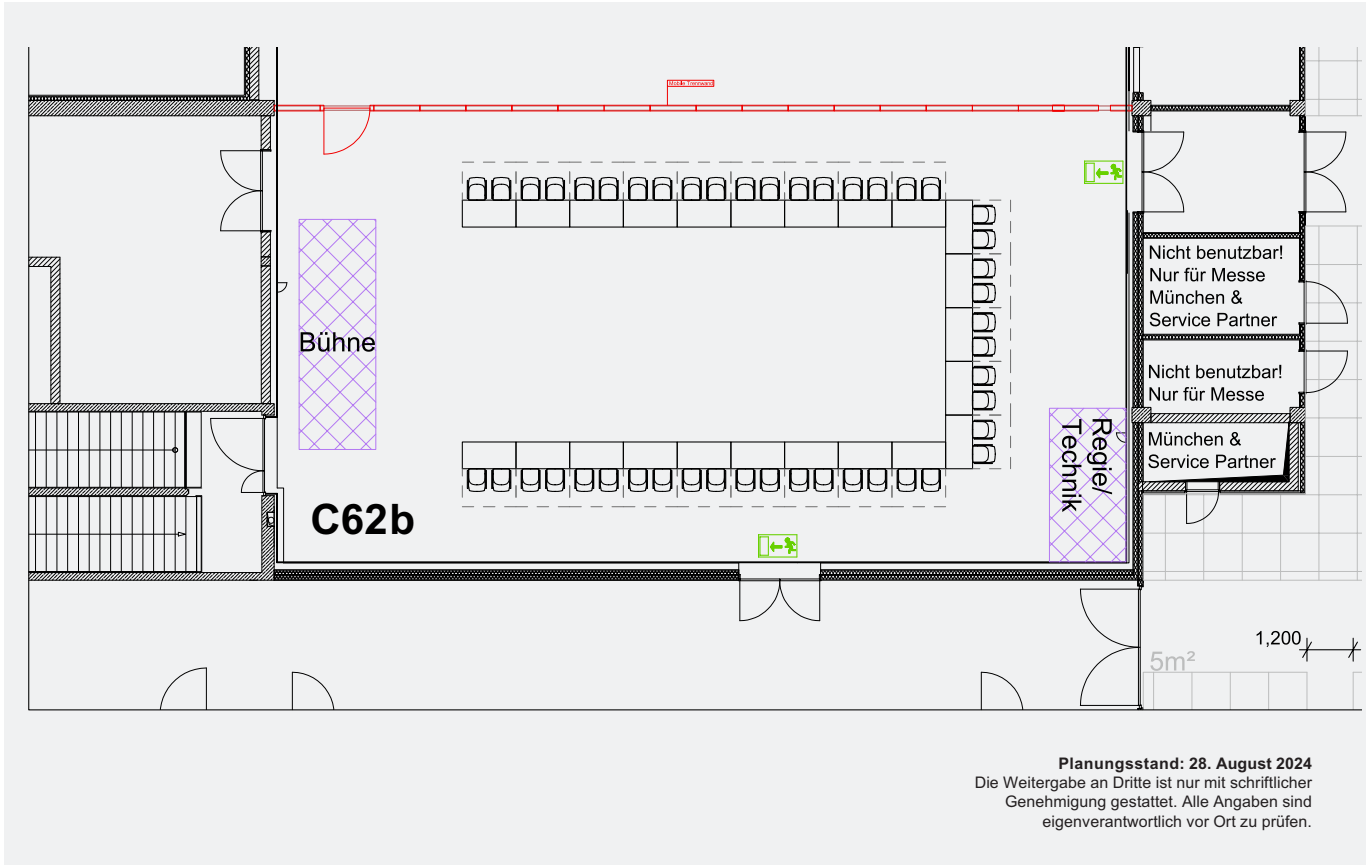 Mobile Trennwand
Nicht benutzbar!
Nur für Messe
München &
Service Partner
Bühne
Nicht benutzbar!
Nur für Messe
Regie/
Technik
München &
Service Partner
C62b
1,200
5m²
Planungsstand: 28. August 2024
Die Weitergabe an Dritte ist nur mit schriftlicher
Genehmigung gestattet. Alle Angaben sind
eigenverantwortlich vor Ort zu prüfen.